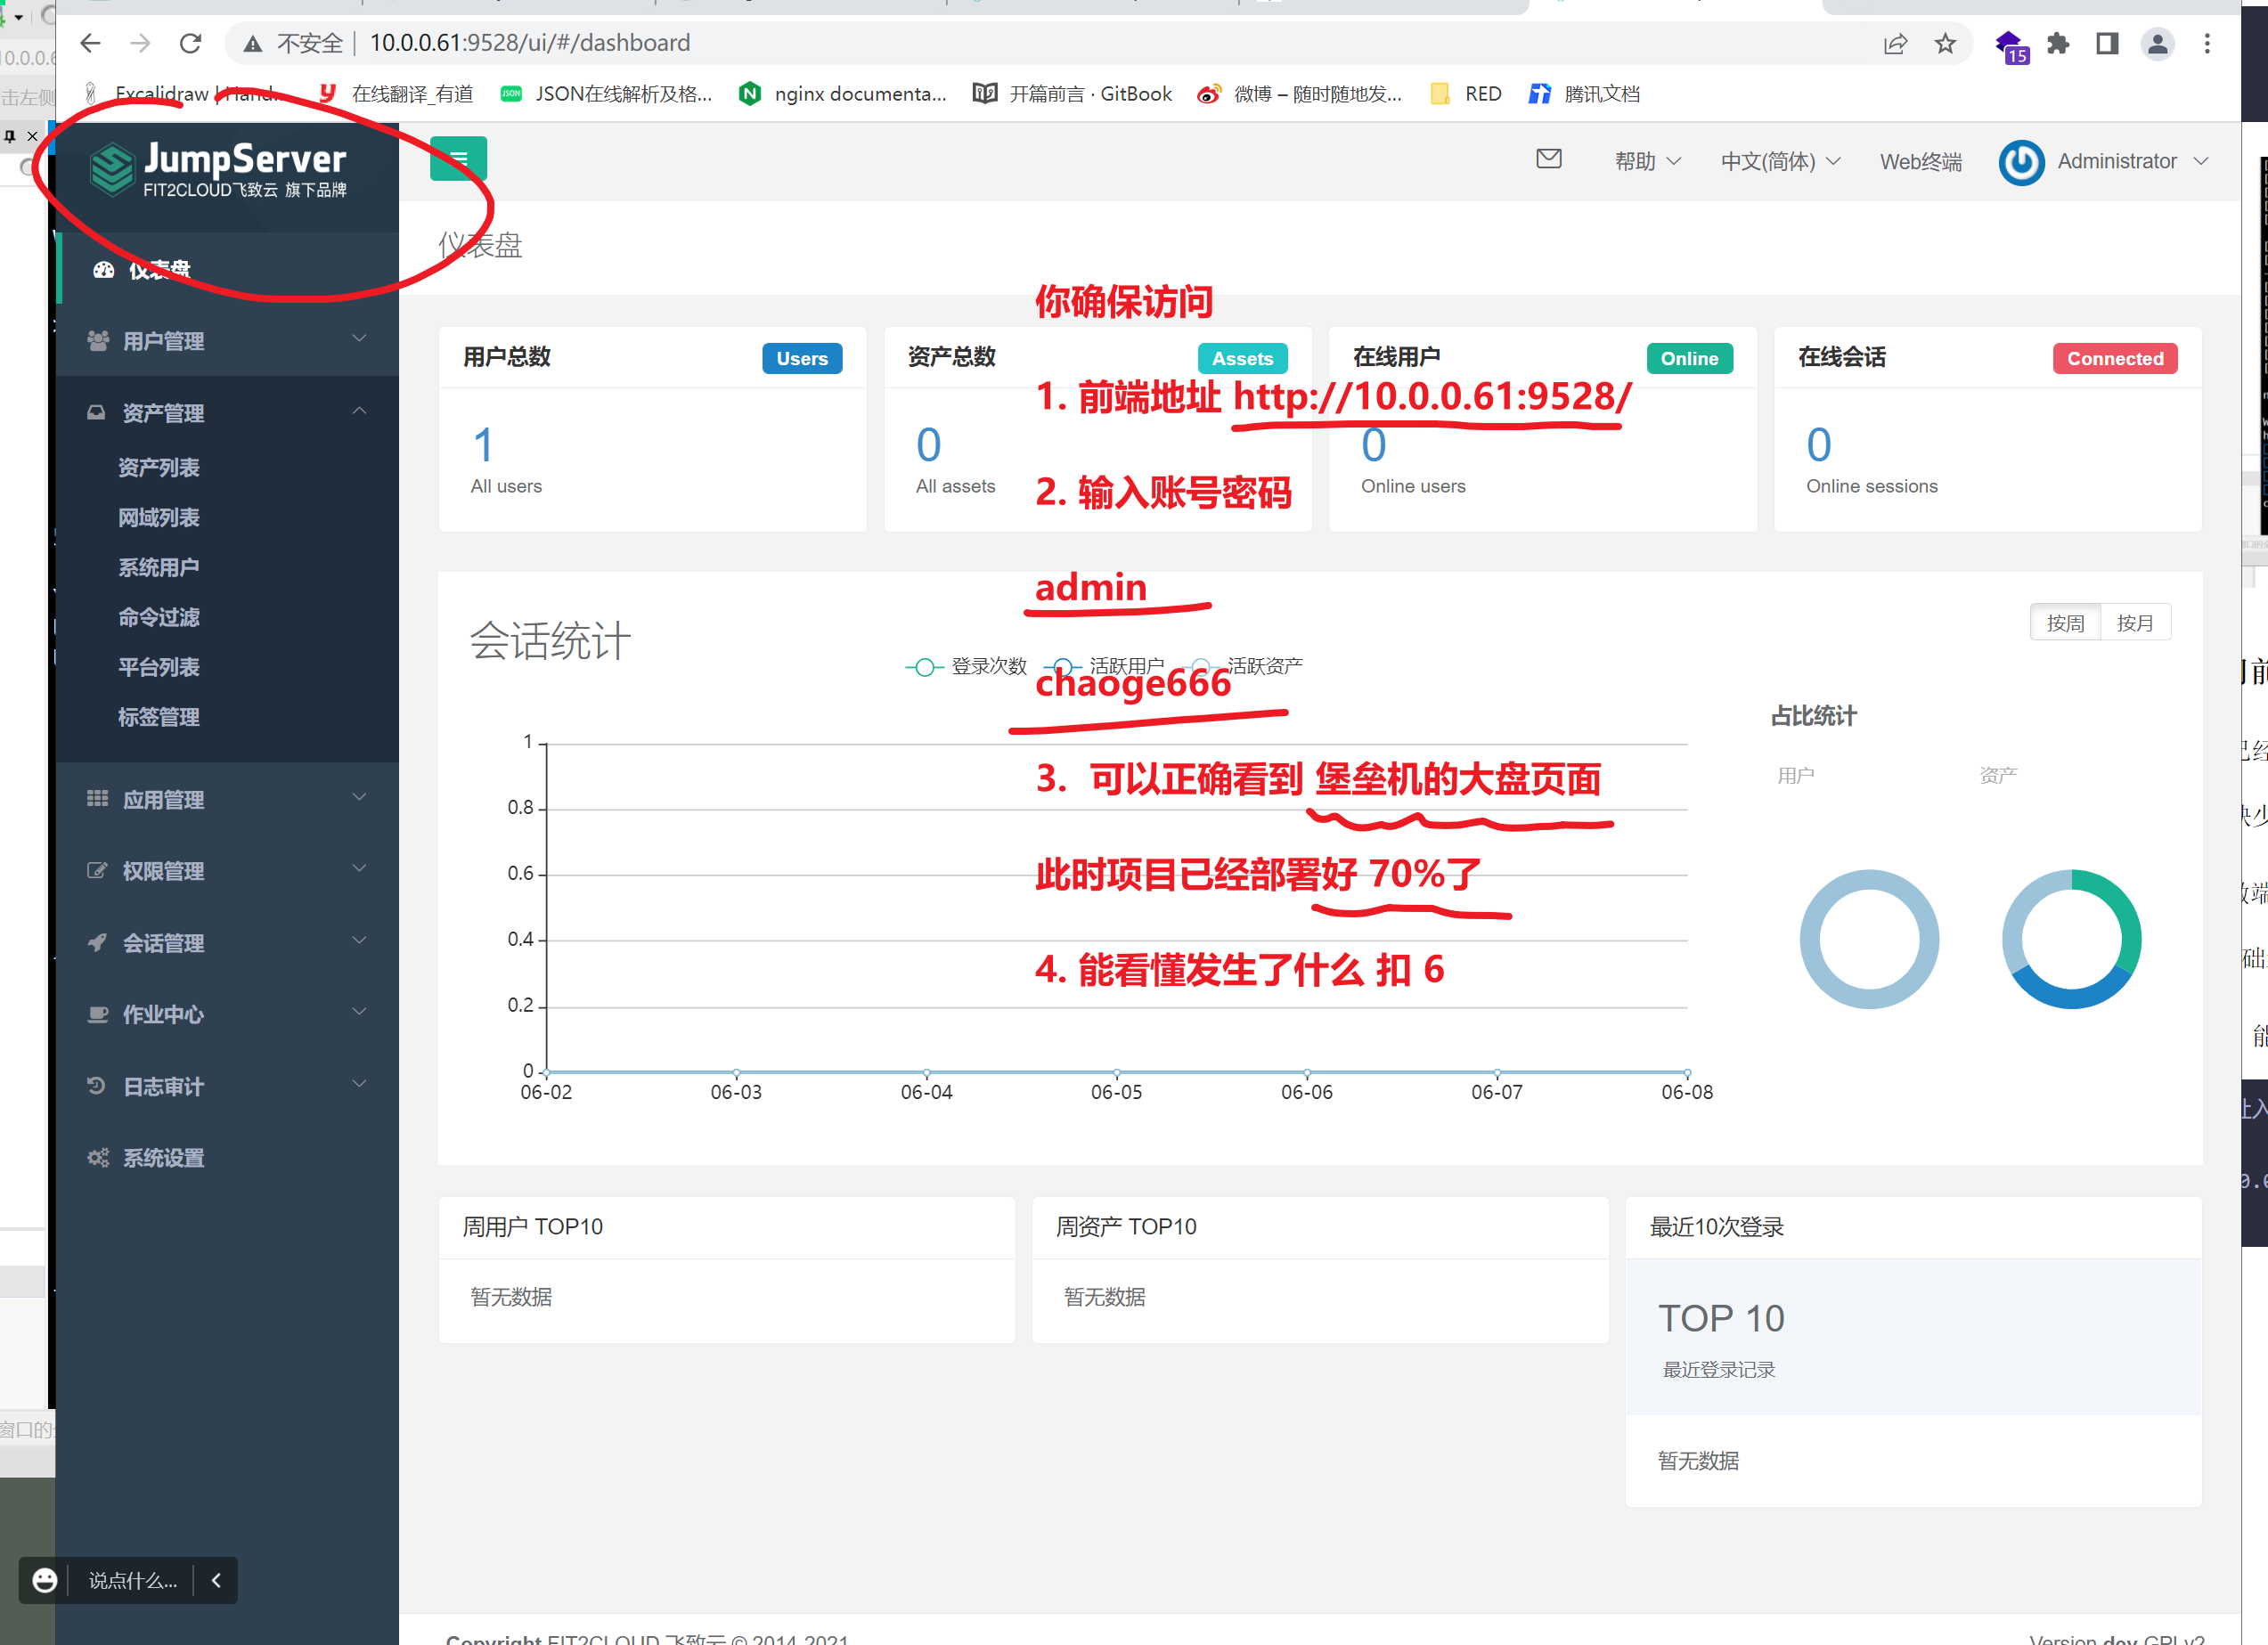 不安全 | 10.0.0.61:9528/ui/#/dashboard
15
Excalidraw | Hand...
在线翻译_有道
JSON在线解析及格...
nginx documenta...
开篇前言 · GitBook
微博 – 随时随地发...
RED
腾讯文档
JumpServer
FIT2CLOUD飞致云 旗下品牌
帮助
中文(简体)
Web终端
Administrator
仪表盘
用户管理
资产管理
资产列表
网域列表
系统用户
命令过滤
平台列表
标签管理
应用管理
权限管理
会话管理
作业中心
日志审计
系统设置
仪表盘
你确保访问
用户总数
Users
1
All users
资产总数
Assets
0
All assets
在线用户
Online
0
Online users
在线会话
Connected
0
Online sessions
1. 前端地址 http://10.0.0.61:9528/
2. 输入账号密码
admin
chaoge666
3. 可以正确看到 堡垒机的大盘页面
此时项目已经部署好 70%了
4. 能看懂发生了什么 扣 6
会话统计
按周
按月
登录次数
活跃用户
活跃资产
1
0.8
0.6
0.4
0.2
0
06-02
06-03
06-04
06-05
06-06
06-07
06-08
占比统计
用户
资产
周用户 TOP10
暂无数据
周资产 TOP10
暂无数据
最近10次登录
TOP 10
最近登录记录
暂无数据
说点什么...
Copyright FIT2CLOUD 飞致云 © 2014-2021
Version dev GPLv2